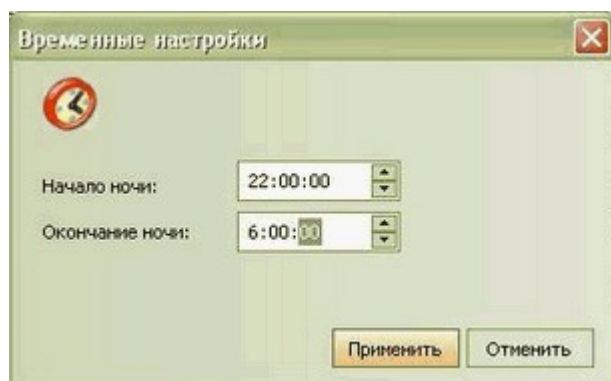 Временные настройки
Начало ночи: 22:00:00
Окончание ночи: 6:00:00
Применить Отменить